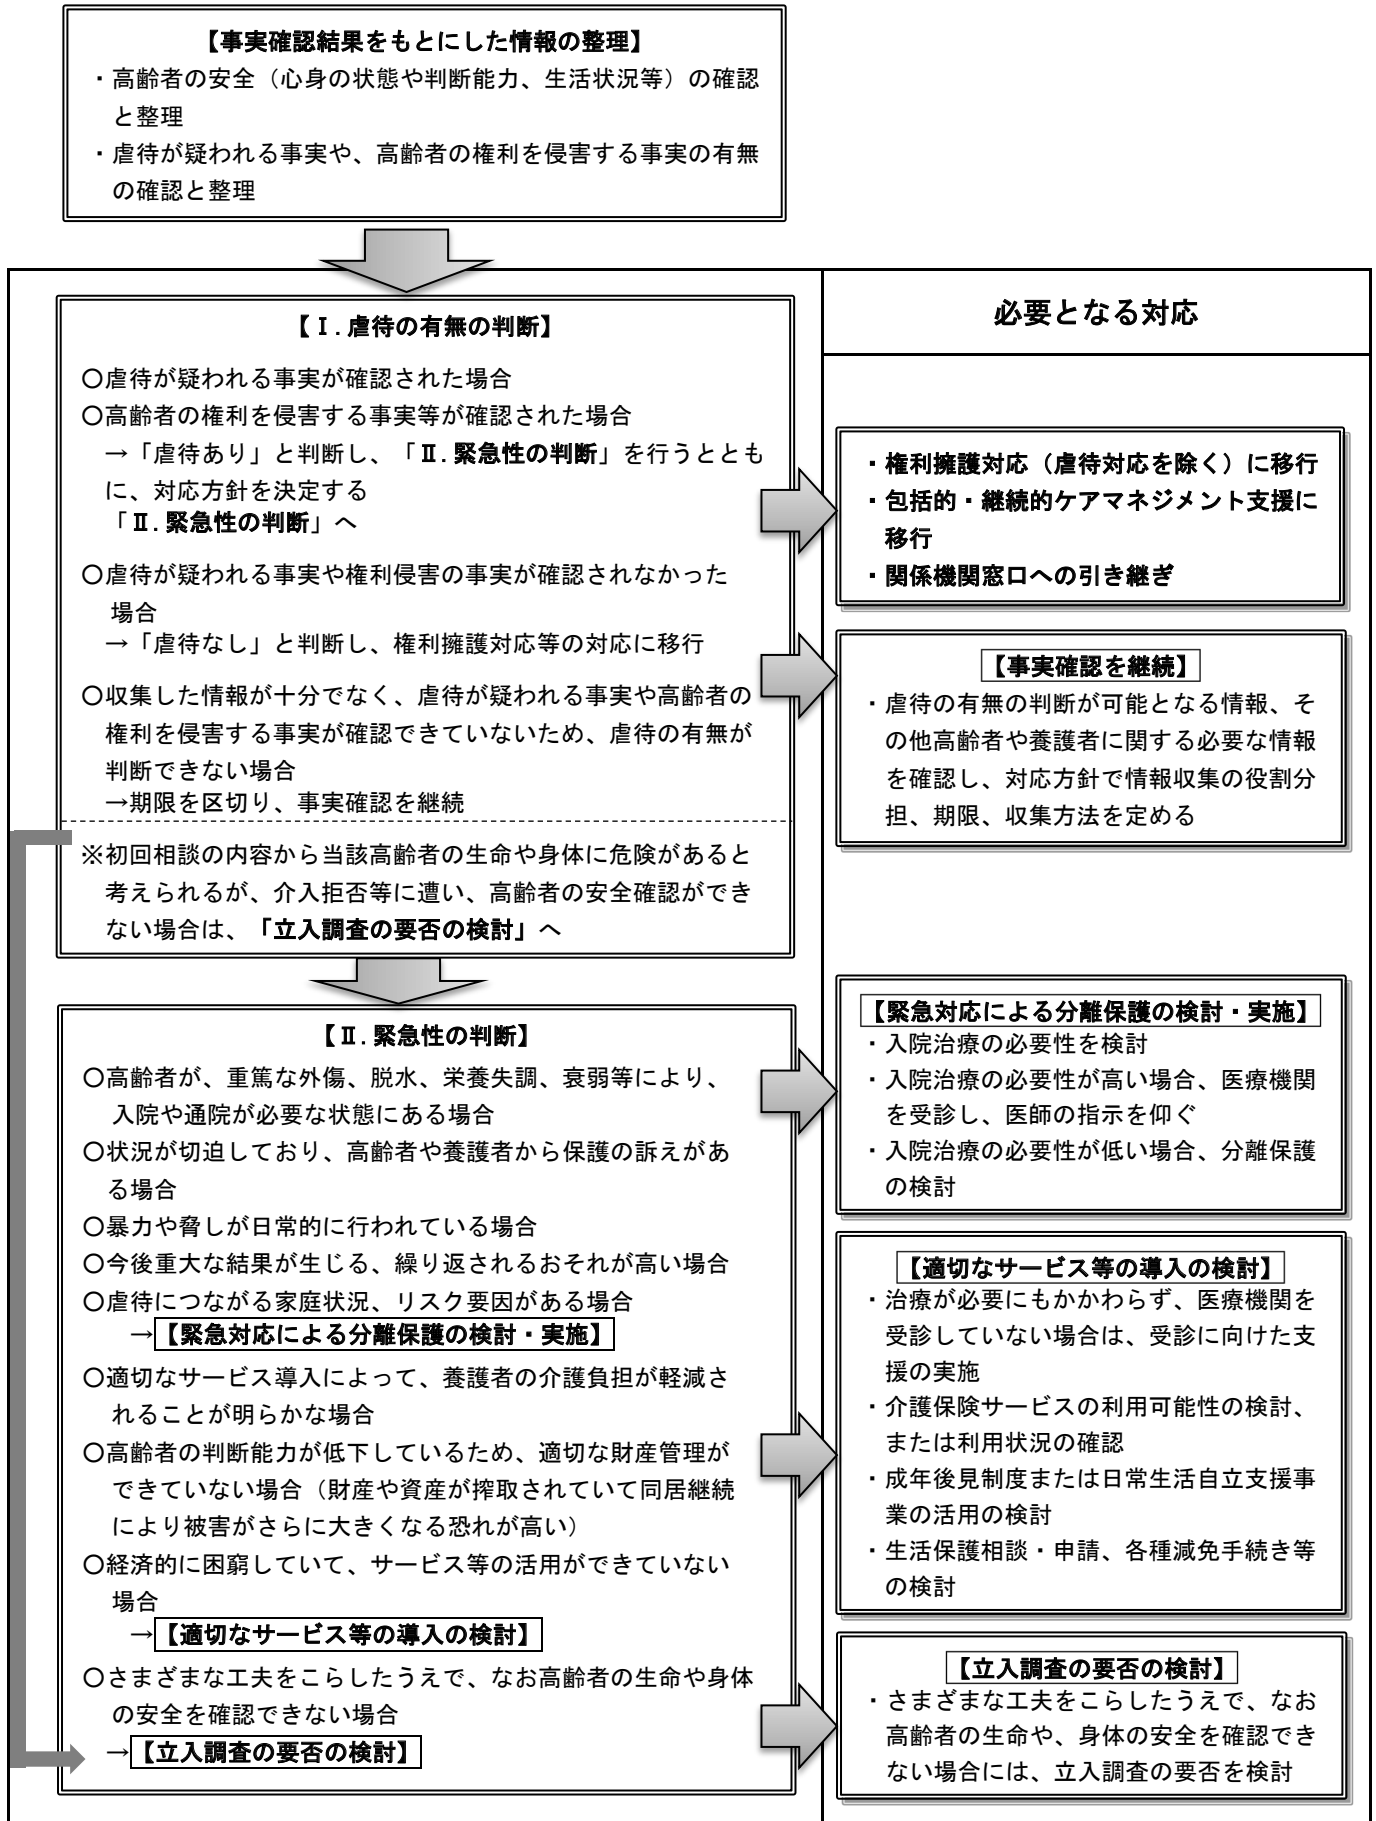 【事実確認結果をもとにした情報の整理】
・高齢者の安全（心身の状態や判断能力、生活状況等）の確認
と整理
・虐待が疑われる事実や、高齢者の権利を侵害する事実の有無
の確認と整理
【Ⅰ.虐待の有無の判断】
〇虐待が疑われる事実が確認された場合
〇高齢者の権利を侵害する事実等が確認された場合
→「虐待あり」と判断し、「Ⅱ.緊急性の判断」を行うととも
に、対応方針を決定する
「Ⅱ.緊急性の判断」へ
〇虐待が疑われる事実や権利侵害の事実が確認されなかった
場合
→「虐待なし」と判断し、権利擁護対応等の対応に移行
〇収集した情報が十分でなく、虐待が疑われる事実や高齢者の
権利を侵害する事実が確認できていないため、虐待の有無が
判断できない場合
→期限を区切り、事実確認を継続
※初回相談の内容から当該高齢者の生命や身体に危険があると
考えられるが、介入拒否等に遭い、高齢者の安全確認ができ
ない場合は、「立入調査の要否の検討」へ
【Ⅱ.緊急性の判断】
〇高齢者が、重篤な外傷、脱水、栄養失調、衰弱等により、
入院や通院が必要な状態にある場合
〇状況が切迫しており、高齢者や養護者から保護の訴えがあ
る場合
〇暴力や脅しが日常的に行われている場合
〇今後重大な結果が生じる、繰り返されるおそれが高い場合
〇虐待につながる家庭状況、リスク要因がある場合
→【緊急対応による分離保護の検討・実施】
〇適切なサービス導入によって、養護者の介護負担が軽減さ
れることが明らかな場合
〇高齢者の判断能力が低下しているため、適切な財産管理が
できていない場合（財産や資産が搾取されていて同居継続
により被害がさらに大きくなる恐れが高い）
〇経済的に困窮していて、サービス等の活用ができていない
場合
→【適切なサービス等の導入の検討】
〇さまざまな工夫をこらしたうえで、なお高齢者の生命や身体
の安全を確認できない場合
→【立入調査の要否の検討】
必要となる対応
・権利擁護対応（虐待対応を除く）に移行
・包括的・継続的ケアマネジメント支援に
移行
・関係機関窓口への引き継ぎ
【事実確認を継続】
・虐待の有無の判断が可能となる情報、そ
の他高齢者や養護者に関する必要な情報
を確認し、対応方針で情報収集の役割分
担、期限、収集方法を定める
【緊急対応による分離保護の検討・実施】
・入院治療の必要性を検討
・入院治療の必要性が高い場合、医療機関
を受診し、医師の指示を仰ぐ
・入院治療の必要性が低い場合、分離保護
の検討
【適切なサービス等の導入の検討】
・治療が必要にもかかわらず、医療機関を
受診していない場合は、受診に向けた支
援の実施
・介護保険サービスの利用可能性の検討、
または利用状況の確認
・成年後見制度または日常生活自立支援事
業の活用の検討
・生活保護相談・申請、各種減免手続き等
の検討
【立入調査の要否の検討】
・さまざまな工夫をこらしたうえで、なお
高齢者の生命や、身体の安全を確認でき
ない場合には、立入調査の要否を検討